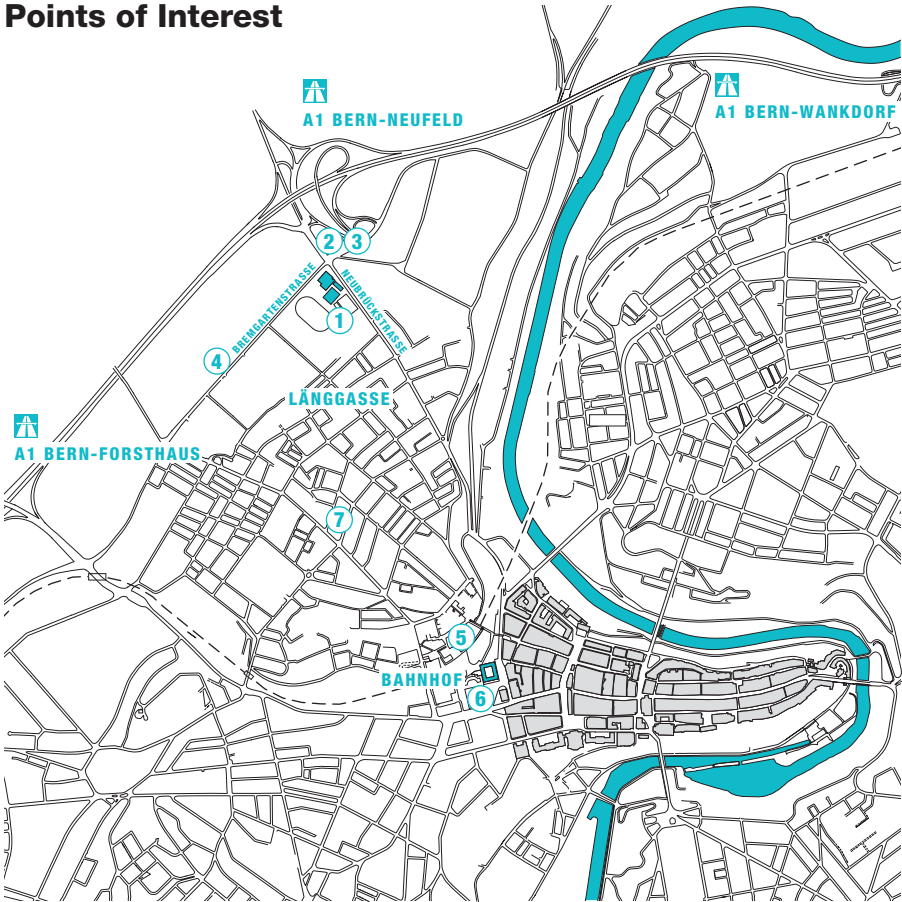 Points of Interest
A1 BERN-NEUFELD
A1 BERN-WANKDORF
2
3
BREMGARTENSTRASSE
NEUBRÜCKSTRASSE
1
4
LÄNGGASSE
A1 BERN-FORSTHAUS
7
5
BAHNHOF
6